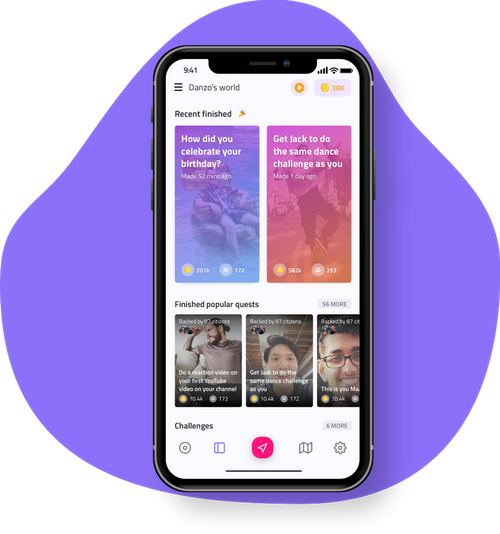 9:41
Danzo's world
38K
Recent finished
How did you
celebrate your
birthday?
Made 52 mins ago
201k 172
Get Jack to do
the same dance
challenge as you
Made 1 day ago
582k 253
Finished popular quests
56 MORE
Backed by 87 citizens
Do a reaction video on
your first YouTube
video on your channel
10.4k 172
Backed by 87 citizens
Get Jack to do the
same dance challenge
as you
10.4k 172
Backed by 87 cit
This is you Ma
10.4k
Challenges
6 MORE